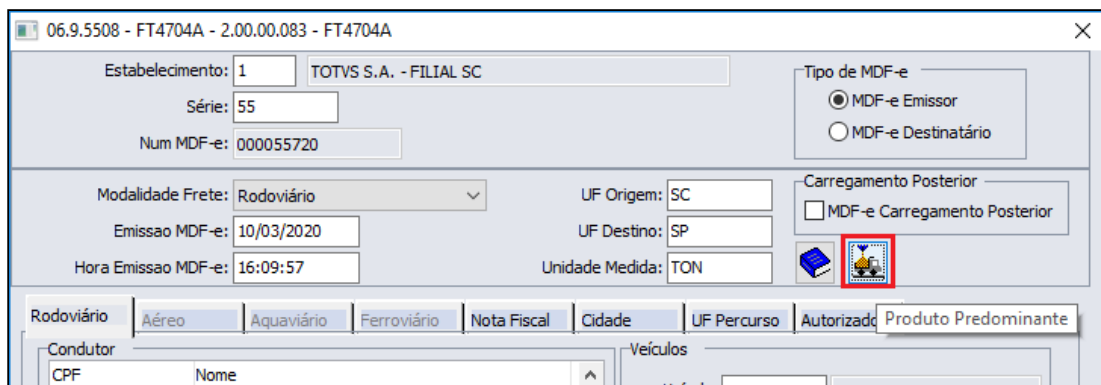 06.9.5508 - FT4704A - 2.00.00.083 - FT4704A
Estabelecimento: 1 TOTVS S.A. - FILIAL SC
Série: 55
Num MDF-e: 000055720
Tipo de MDF-e
MDF-e Emissor
MDF-e Destinatário
Modalidade Frete: Rodoviário
Emissao MDF-e: 10/03/2020
Hora Emissao MDF-e: 16:09:57
UF Origem: SC
UF Destino: SP
Unidade Medida: TON
Carregamento Posterior
MDF-e Carregamento Posterior
Rodoviário Aéreo Aquaviário Ferroviário Nota Fiscal Cidade UF Percurso
Produto Predominante
Condutor
CPF Nome
Veículos